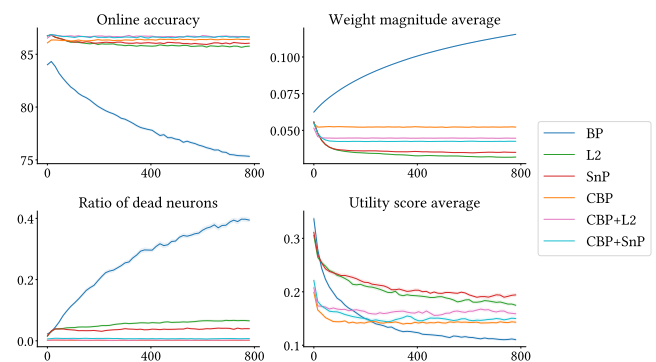 Online accuracy
85
80
75
0 400 800
Weight magnitude average
0.100
0.075
0.050
0 400 800
Ratio of dead neurons
0.4
0.2
0.0
0 400 800
Utility score average
0.3
0.2
0.1
0 400 800
BP
L2
SnP
CBP
CBP+L2
CBP+SnP